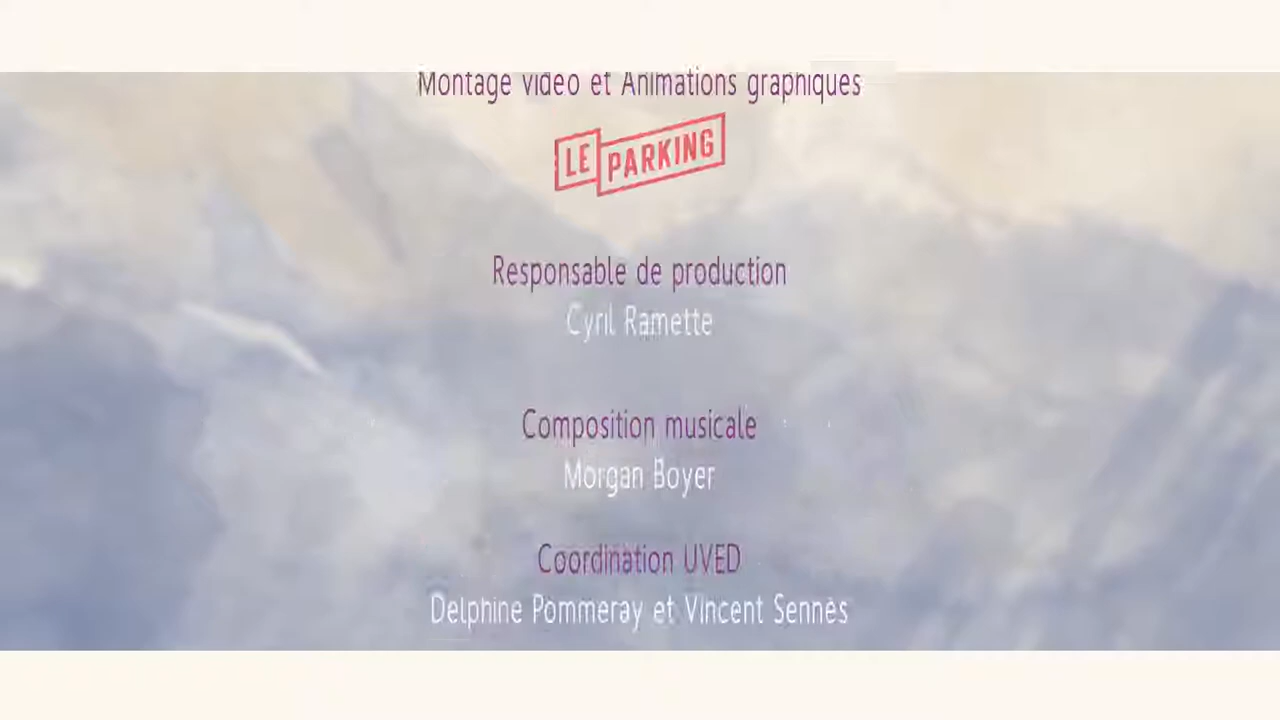 Montage vidéo et Animations graphiques
LE PARKING
Responsable de production
Cyril Ramette
Composition musicale
Morgan Boyer
Coordination UVED
Delphine Pommeray et Vincent Sennès